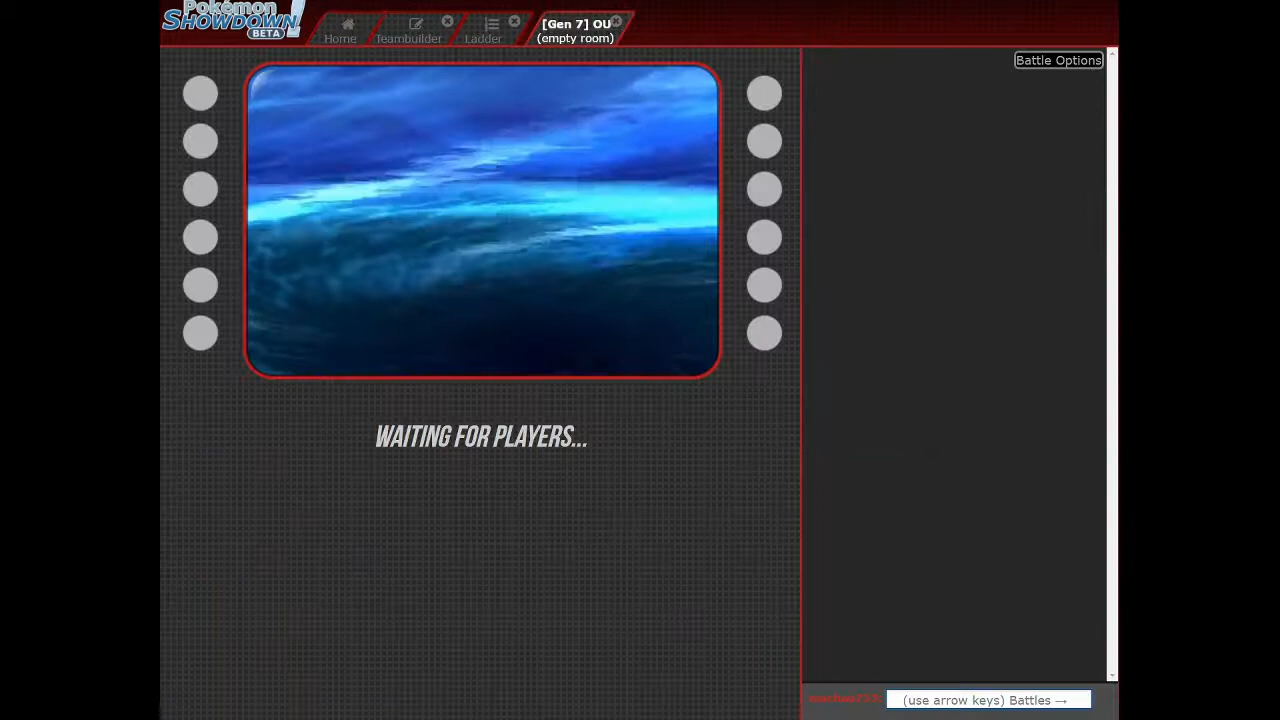 Pokémon
SHOWDOWN!
BETA
Home
Teambuilder
Ladder
[Gen 7] OU
(empty room)
Battle Options
WAITING FOR PLAYERS...
(use arrow keys) Battles →